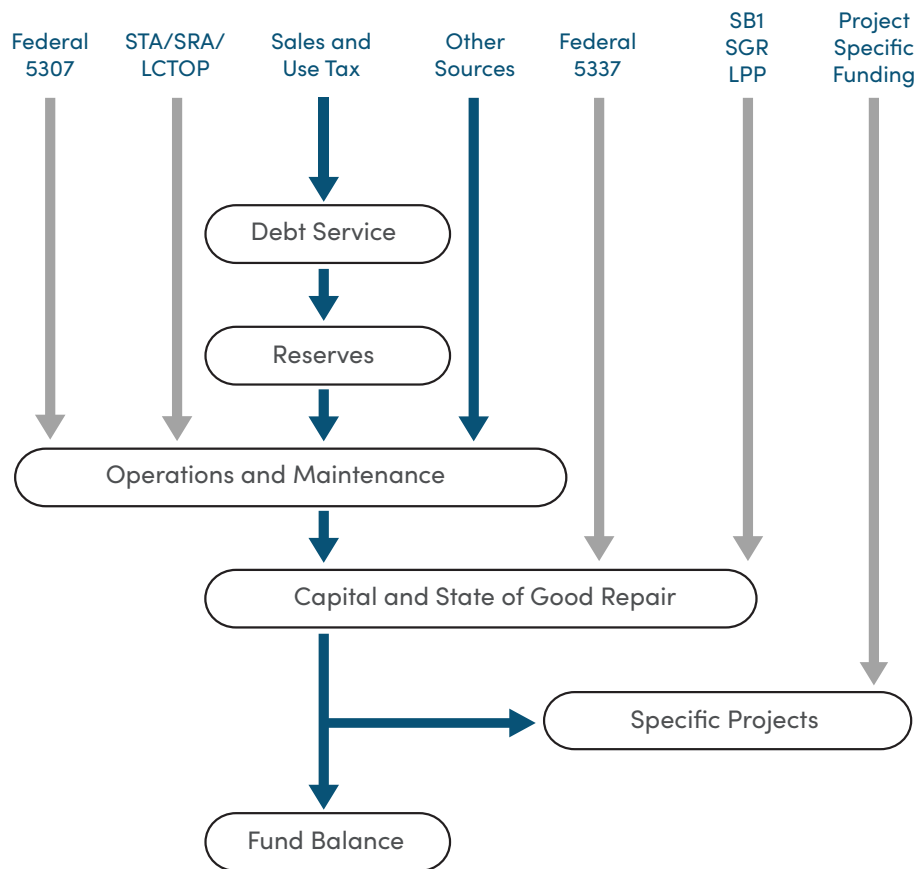 Federal
5307
STA/SRA/
LCTOP
Sales and
Use Tax
Other
Sources
Federal
5337
SB1
SGR
LPP
Project
Specific
Funding
Debt Service
Reserves
Operations and Maintenance
Capital and State of Good Repair
Specific Projects
Fund Balance